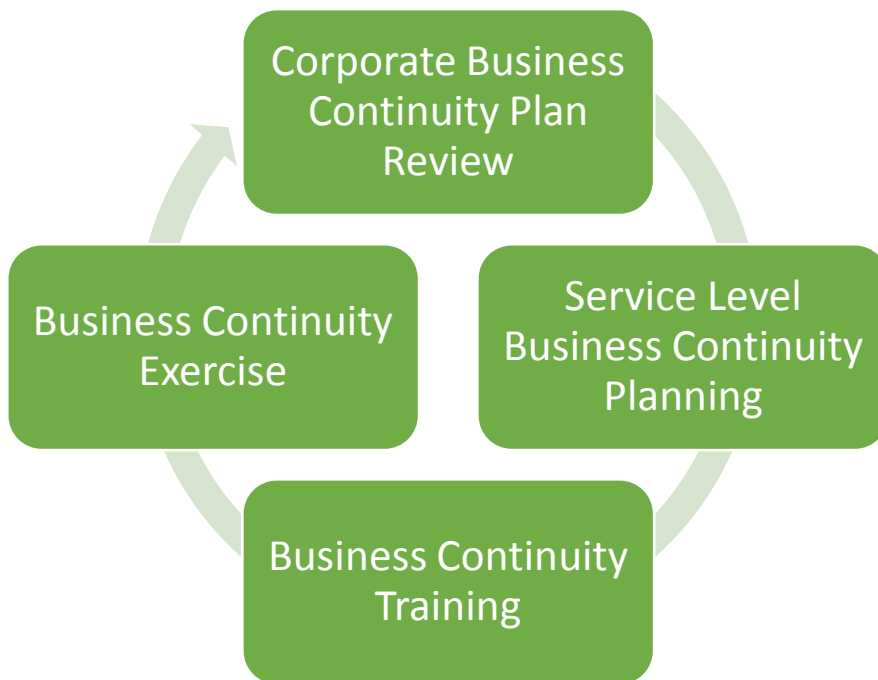 Corporate Business
Continuity Plan
Review
Service Level
Business Continuity
Planning
Business Continuity
Training
Business Continuity
Exercise